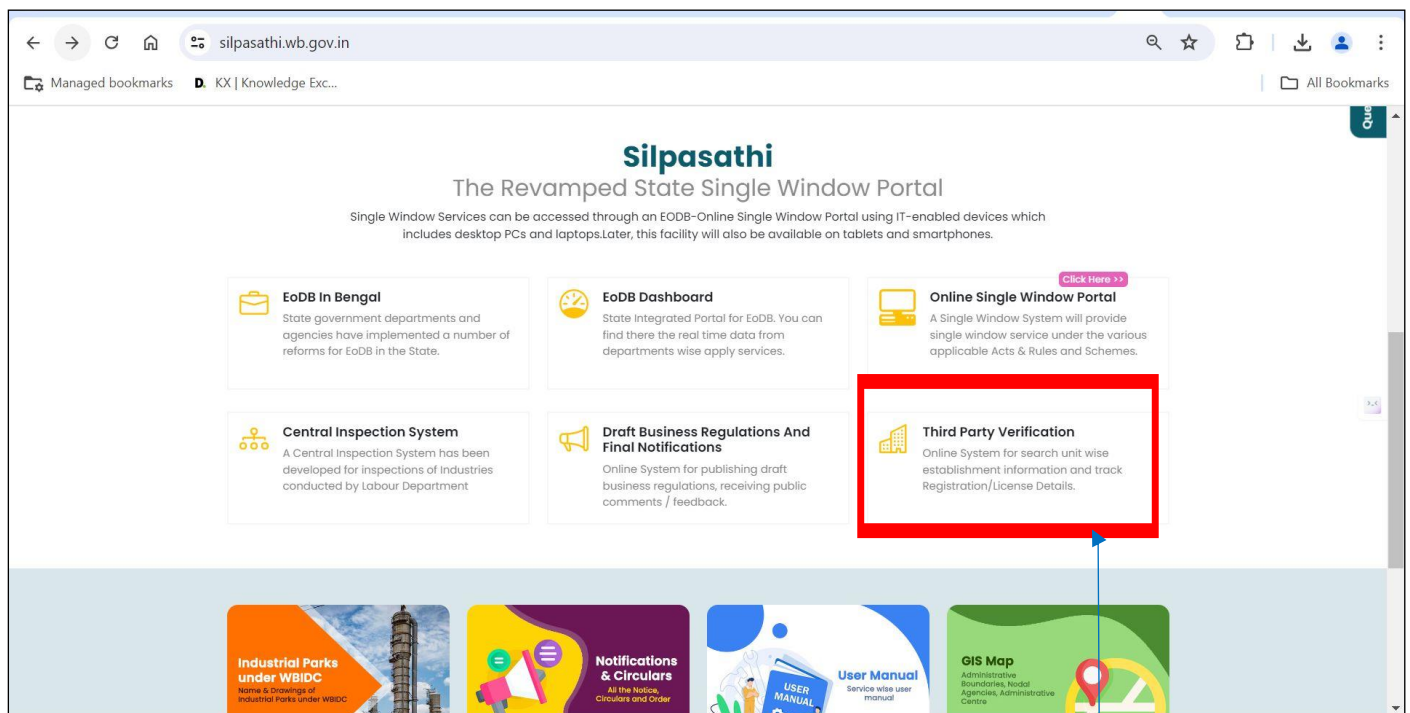 silpasathi.wb.gov.in
Managed bookmarks
D. KX | Knowledge Exc...
All Bookmarks
Que
Silpasathi
The Revamped State Single Window Portal
Single Window Services can be accessed through an EODB-Online Single Window Portal using IT-enabled devices which
includes desktop PCs and laptops.Later, this facility will also be available on tablets and smartphones.
EoDB In Bengal
State government departments and
agencies have implemented a number of
reforms for EoDB in the State.
EoDB Dashboard
State Integrated Portal for EoDB. You can
find there the real time data from
departments wise apply services.
Click Here >>
Online Single Window Portal
A Single Window System will provide
single window service under the various
applicable Acts & Rules and Schemes.
Central Inspection System
A Central Inspection System has been
developed for inspections of Industries
conducted by Labour Department
Draft Business Regulations And
Final Notifications
Online System for publishing draft
business regulations, receiving public
comments / feedback.
Third Party Verification
Online System for search unit wise
establishment information and track
Registration/License Details.
Industrial Parks
under WBIDC
Name & Drawings of
Industrial Parks under WBIDC
Notifications
& Circulars
All the Notice,
Circulars and Order
USER
MANUAL
User Manual
Service wise user
manual
GIS Map
Administrative
Boundaries, Nodal
Agencies, Administrative
Centre